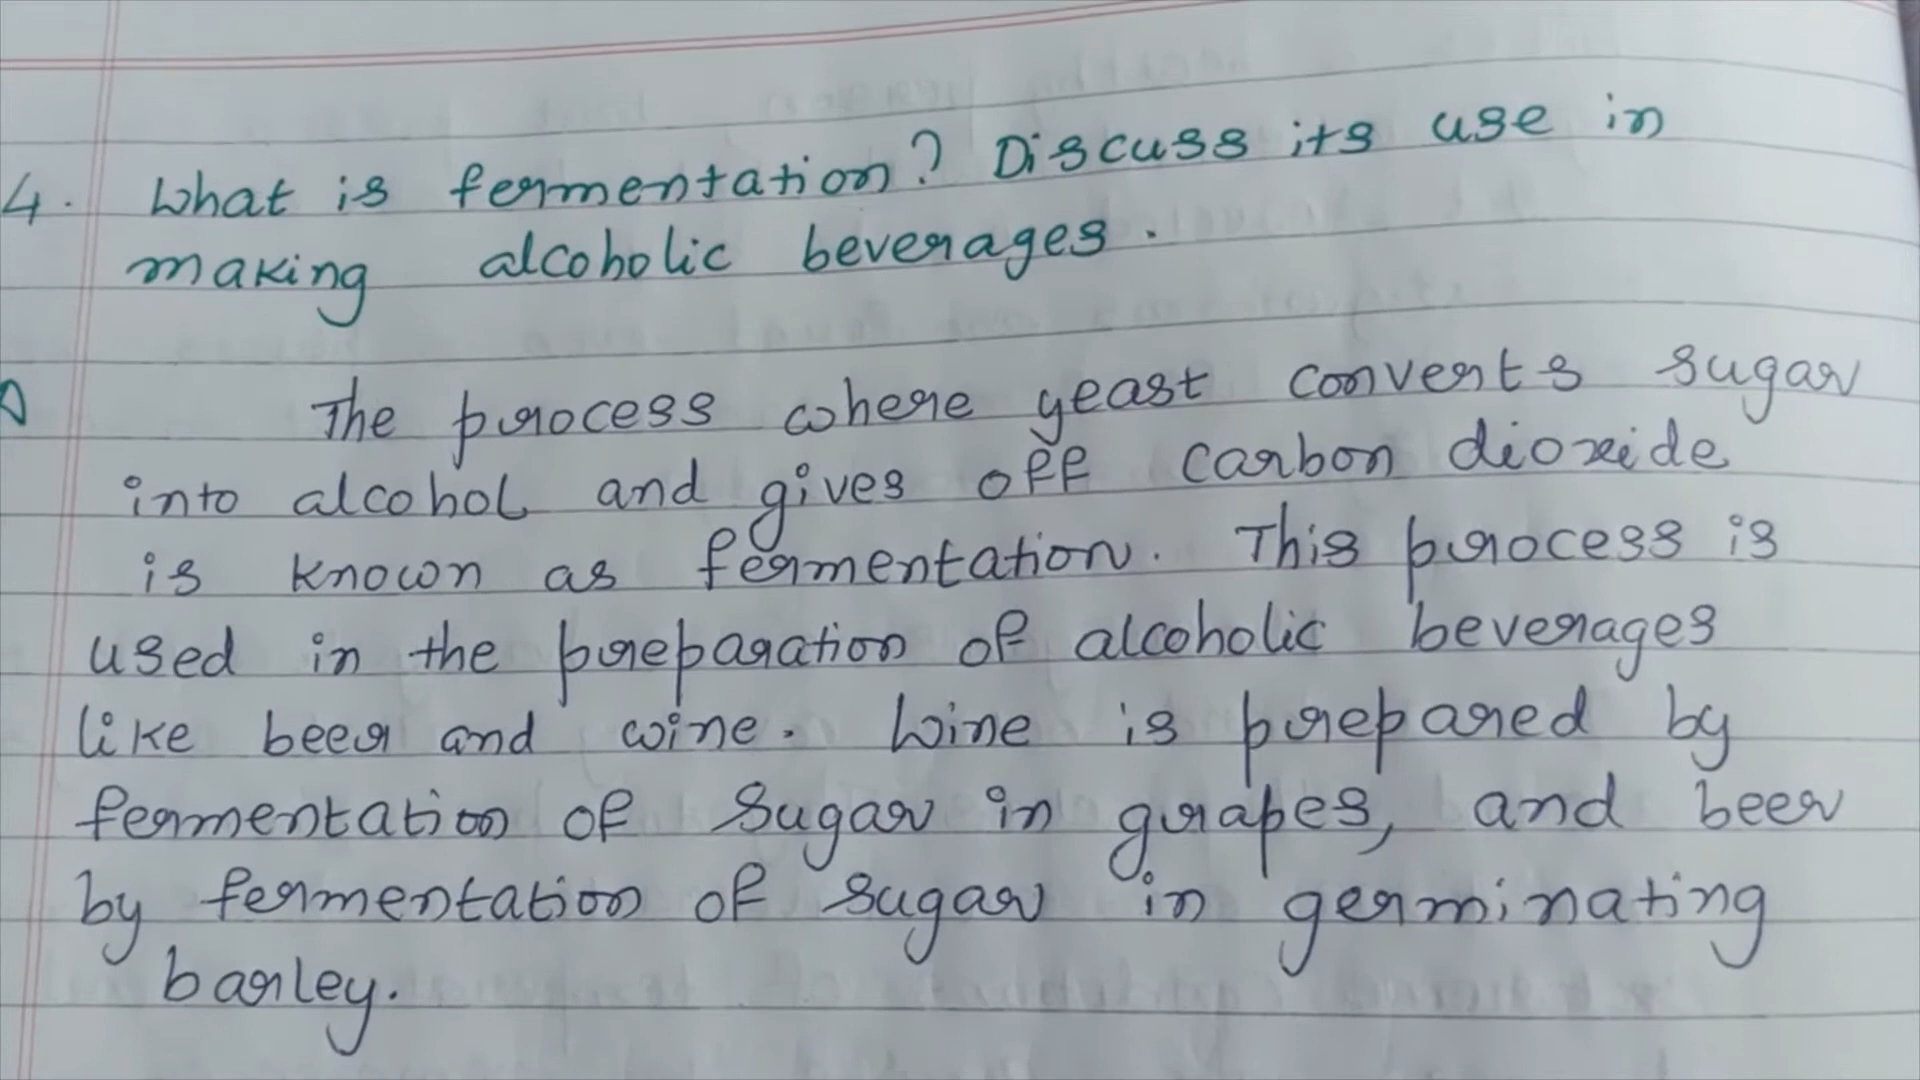 4. What is fermentation? Discuss its use in
making alcoholic beverages.
The process where yeast converts sugar
into alcohol and gives off carbon dioxide
is known as fermentation. This process is
used in the preparation of alcoholic beverages
like beer and wine. Wine is prepared by
fermentation of sugar in grapes, and beer
by fermentation of sugar in germinating
barley.